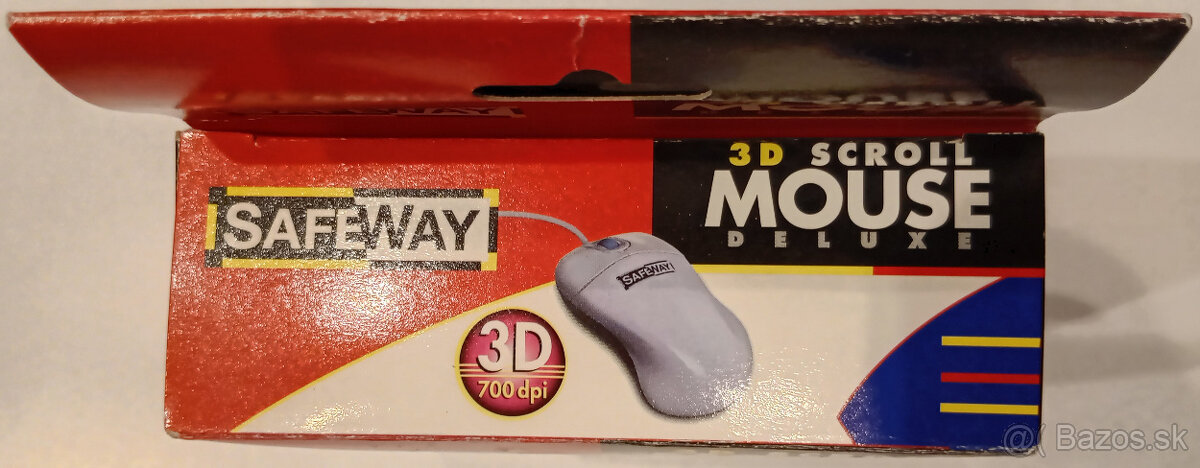 3D SCROLL
MOUSE
DELUXE
SAFEWAY
SAFEWAY
3D
700 dpi
@( Bazos.sk